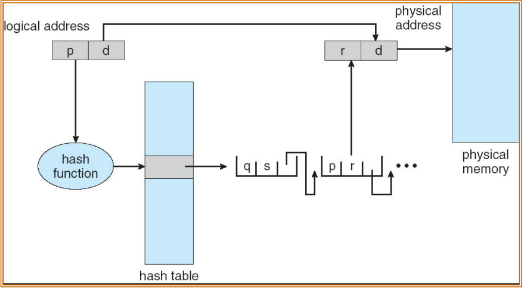 logical address
physical
address
p d
r d
hash
function
q s
p r
•••
physical
memory
hash table